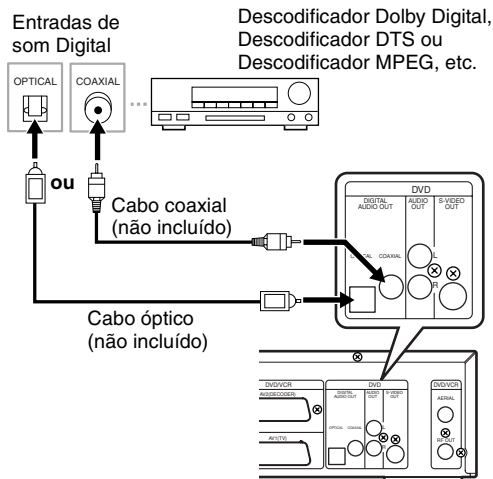 Entradas de
som Digital
Descodificador Dolby Digital,
Descodificador DTS ou
Descodificador MPEG, etc.
OPTICAL
COAXIAL
ou
Cabo coaxial
(não incluído)
Cabo óptico
(não incluído)
DVD
DIGITAL
AUDIO OUT
AUDIO
OUT
S-VIDEO
OUT
COAXIAL
L
R
DVD/VCR
AV2(DECODER)
AV1(TV)
DVD
DIGITAL
AUDIO OUT
AUDIO
OUT
S-VIDEO
OUT
OPTICAL
COAXIAL
L
R
DVD/VCR
AERIAL
RF OUT